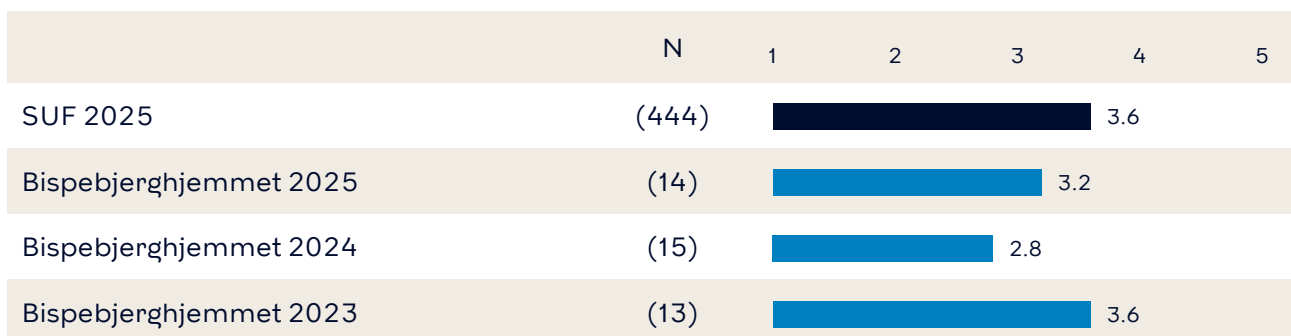 N 1 2 3 4 5
SUF 2025 (444) 3.6
Bispebjerghjemmet 2025 (14) 3.2
Bispebjerghjemmet 2024 (15) 2.8
Bispebjerghjemmet 2023 (13) 3.6